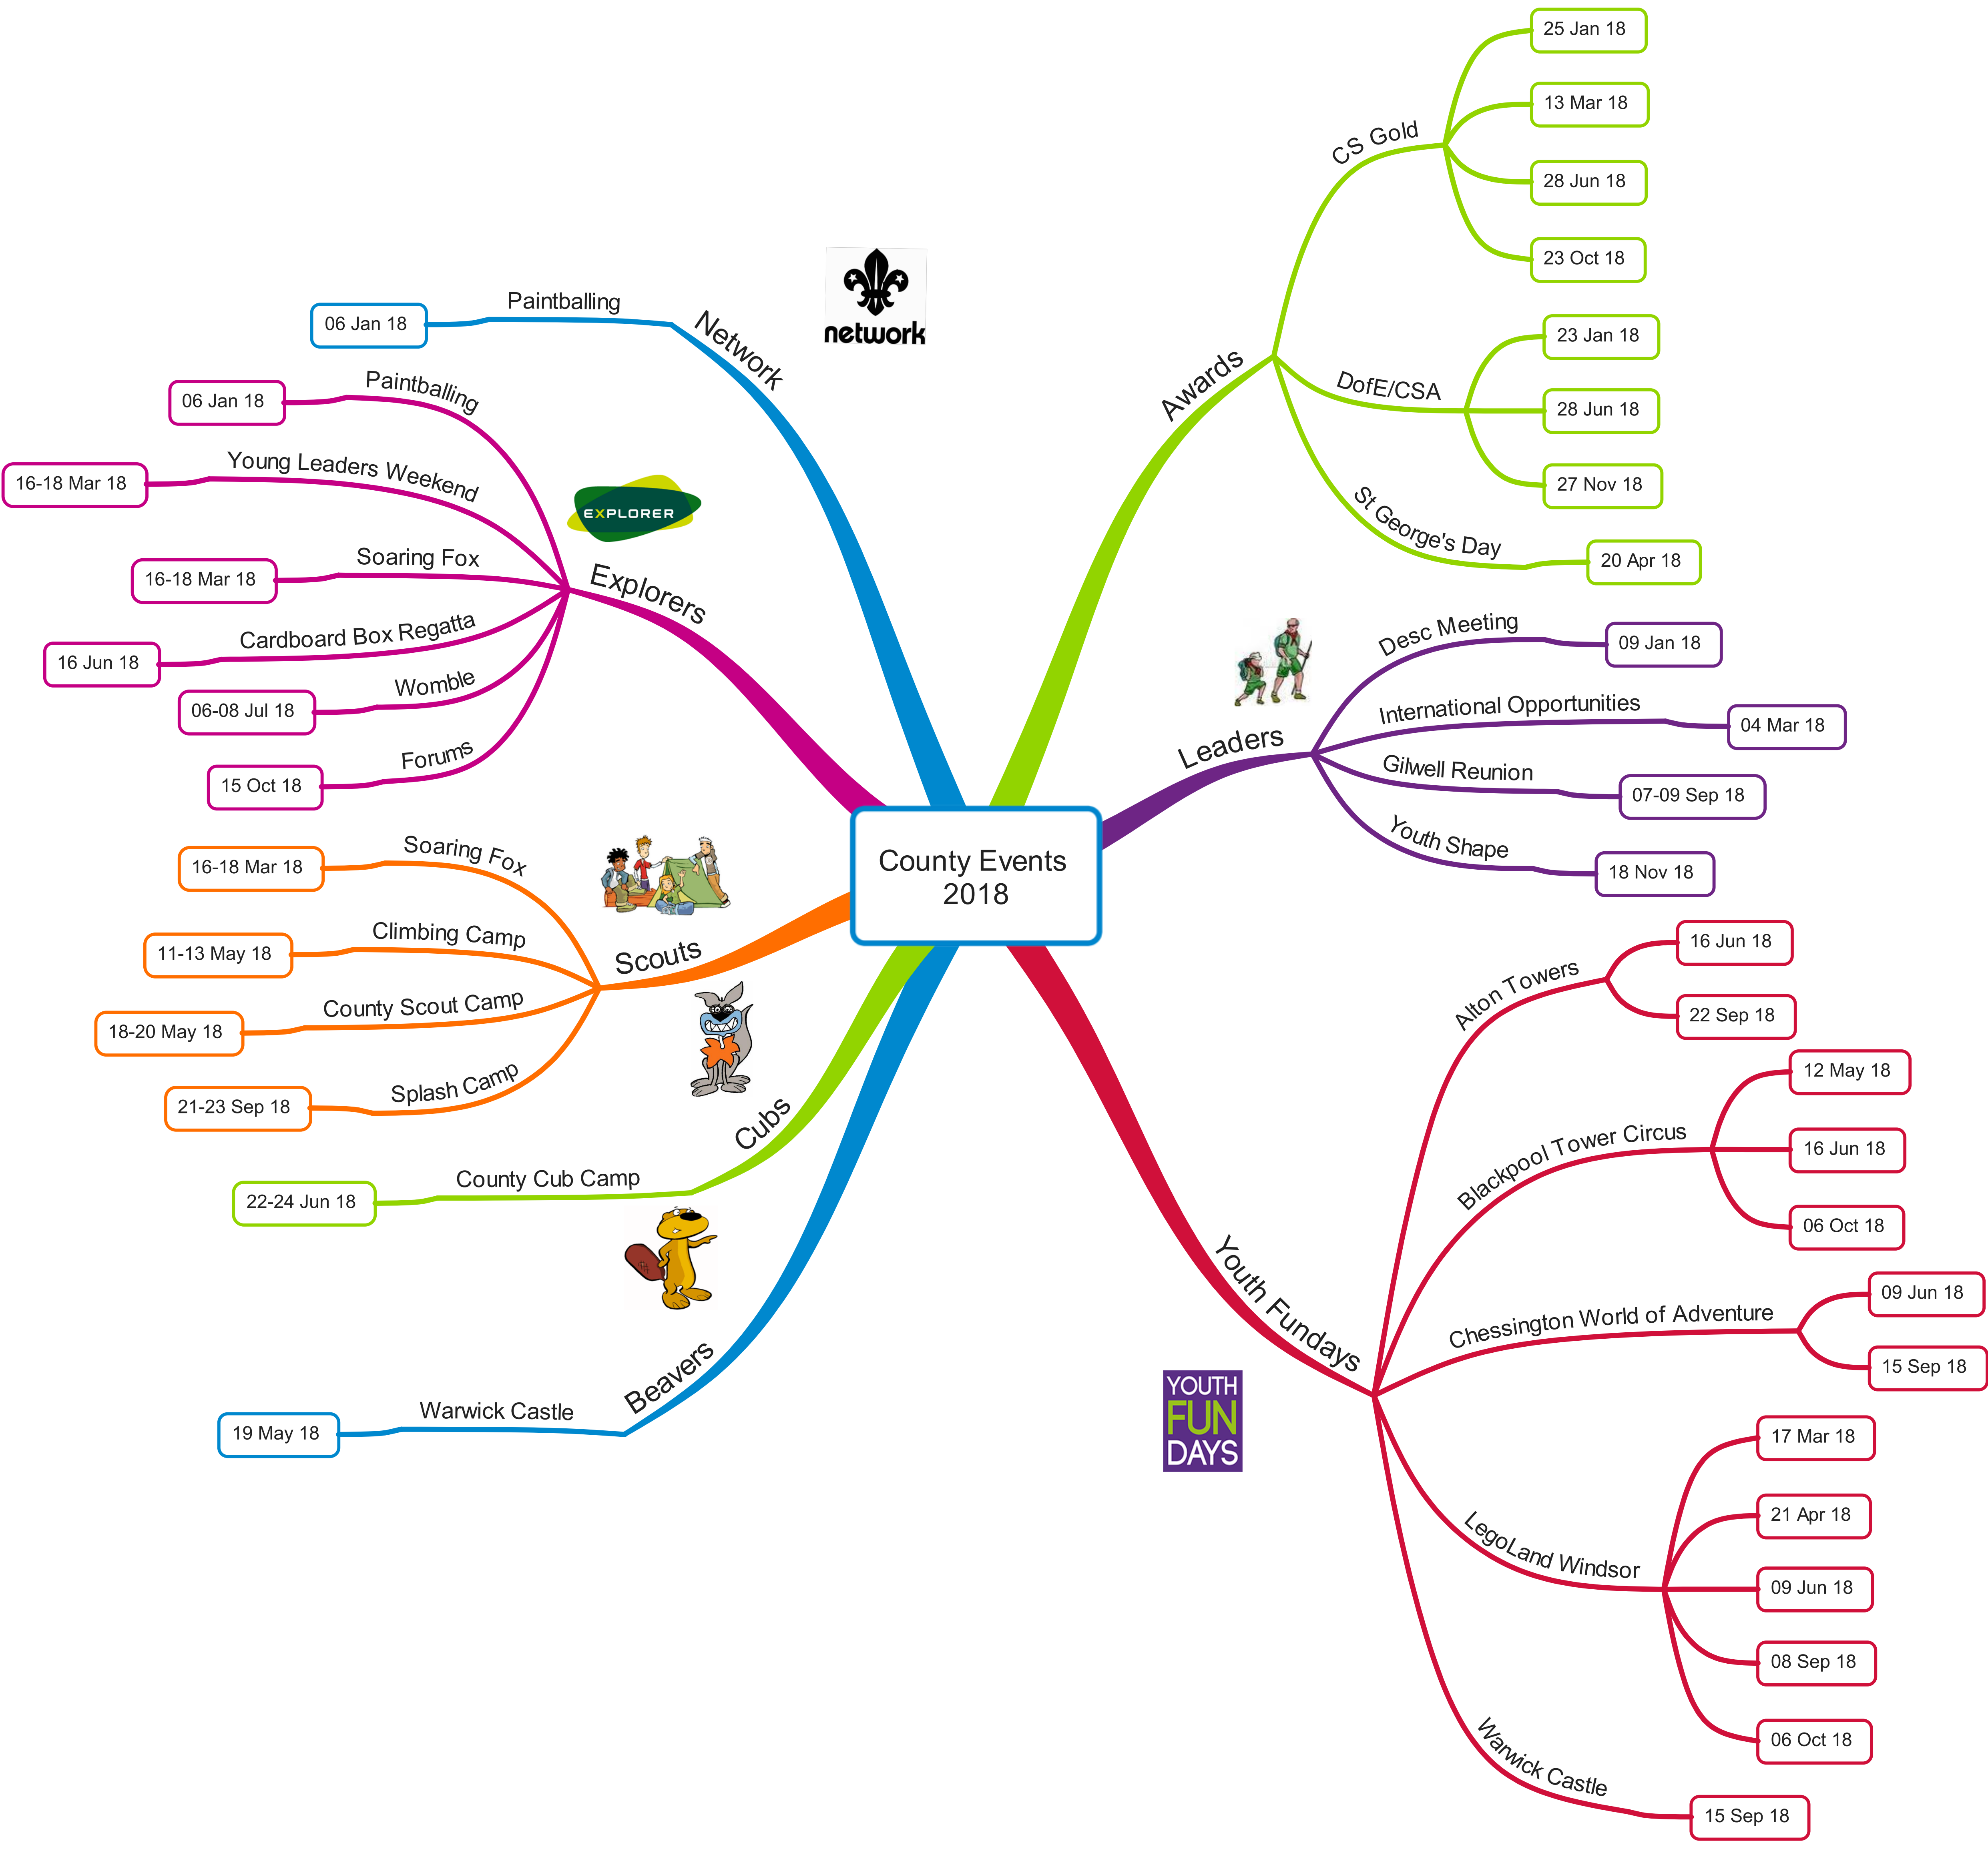 County Events
2018
Network
Paintballing
06 Jan 18
network
Explorers
EXPLORER
Paintballing
06 Jan 18
Young Leaders Weekend
16-18 Mar 18
Soaring Fox
16-18 Mar 18
Cardboard Box Regatta
16 Jun 18
Womble
06-08 Jul 18
Forums
15 Oct 18
Scouts
Soaring Fox
16-18 Mar 18
Climbing Camp
11-13 May 18
County Scout Camp
18-20 May 18
Splash Camp
21-23 Sep 18
Cubs
County Cub Camp
22-24 Jun 18
Beavers
Warwick Castle
19 May 18
Awards
CS Gold
25 Jan 18
13 Mar 18
28 Jun 18
23 Oct 18
DofE/CSA
23 Jan 18
28 Jun 18
27 Nov 18
St George's Day
20 Apr 18
Leaders
Desc Meeting
09 Jan 18
International Opportunities
04 Mar 18
Gilwell Reunion
07-09 Sep 18
Youth Shape
18 Nov 18
Youth Fundays
YOUTH
FUN
DAYS
Alton Towers
16 Jun 18
22 Sep 18
Blackpool Tower Circus
12 May 18
16 Jun 18
06 Oct 18
Chessington World of Adventure
09 Jun 18
15 Sep 18
LegoLand Windsor
17 Mar 18
21 Apr 18
09 Jun 18
08 Sep 18
06 Oct 18
Warwick Castle
15 Sep 18